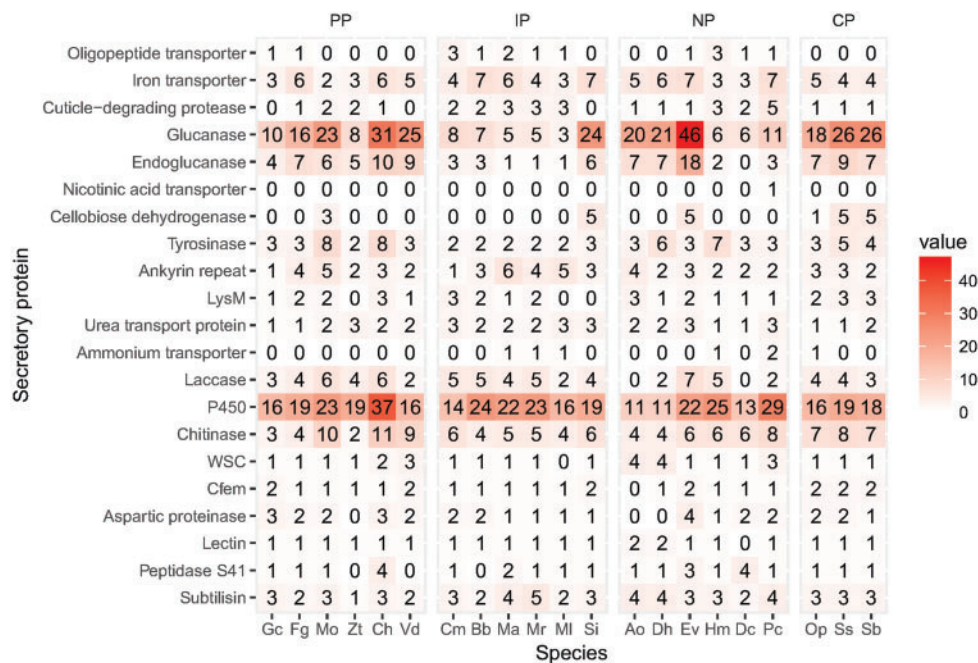 PP IP NP CP
Oligopeptide transporter 1 1 0 0 0 0 3 1 2 1 1 0 0 0 1 3 1 1 0 0 0
Iron transporter 3 6 2 3 6 5 4 7 6 4 3 7 5 6 7 3 3 7 5 4 4
Cuticle-degrading protease 0 1 2 2 1 0 2 2 3 3 3 0 1 1 1 3 2 5 1 1 1
Glucanase 10 16 23 8 31 25 8 7 5 5 3 24 20 21 46 6 6 11 18 26 26
Endoglucanase 4 7 6 5 10 9 3 3 1 1 1 6 7 7 18 2 0 3 7 9 7
Nicotinic acid transporter 0 0 0 0 0 0 0 0 0 0 0 0 0 0 0 0 0 1 0 0 0
Cellobiose dehydrogenase 0 0 3 0 0 0 0 0 0 0 0 5 0 0 5 0 0 0 1 5 5
Tyrosinase 3 3 8 2 8 3 2 2 2 2 2 3 3 6 3 7 3 3 3 5 4
Ankyrin repeat 1 4 5 2 3 2 1 3 6 4 5 3 4 2 3 2 2 2 3 3 2
LysM 1 2 2 0 3 1 3 2 1 2 0 0 3 1 2 1 1 1 2 3 3
Urea transport protein 1 1 2 3 2 2 3 2 2 2 3 3 2 2 3 1 1 3 1 1 2
Ammonium transporter 0 0 0 0 0 0 0 0 1 1 1 0 0 0 0 1 0 2 1 0 0
Laccase 3 4 6 4 6 2 5 5 4 5 2 4 0 2 7 5 0 2 4 4 3
P450 16 19 23 19 37 16 14 24 22 23 16 19 11 11 22 25 13 29 16 19 18
Chitinase 3 4 10 2 11 9 6 4 5 5 4 6 4 4 6 6 6 8 7 8 7
WSC 1 1 1 1 2 3 1 1 1 1 0 1 4 4 1 1 1 3 1 1 1
Cfem 2 1 1 1 1 2 1 1 1 1 1 2 0 1 2 1 1 1 2 2 2
Aspartic proteinase 3 2 2 0 3 2 2 2 1 1 1 1 0 0 4 1 2 2 2 2 1
Lectin 1 1 1 1 1 1 1 1 1 1 1 1 2 2 1 0 1 1 1 1 1
Peptidase S41 1 1 1 0 4 0 1 0 2 1 1 1 1 1 3 1 4 1 1 1 1
Subtilisin 3 2 3 1 3 2 3 2 4 5 2 3 4 4 3 3 2 4 3 3 3
Gc Fg Mo Zt Ch Vd Cm Bb Ma Mr Ml Si Ao Dh Ev Hm Dc Pc Op Ss Sb
Species
Secretory protein
value
40
30
20
10
0